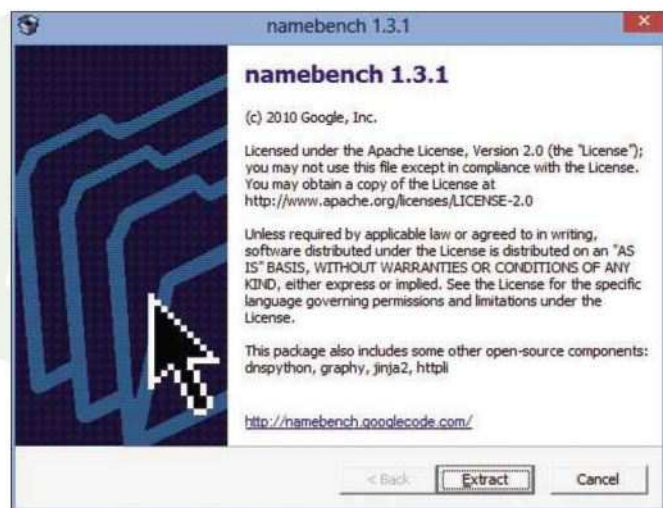 namebench 1.3.1
namebench 1.3.1
(c) 2010 Google, Inc.
Licensed under the Apache License, Version 2.0 (the "License");
you may not use this file except in compliance with the License.
You may obtain a copy of the License at
http://www.apache.org/licenses/LICENSE-2.0
Unless required by applicable law or agreed to in writing,
software distributed under the License is distributed on an "AS
IS" BASIS, WITHOUT WARRANTIES OR CONDITIONS OF ANY
KIND, either express or implied. See the License for the specific
language governing permissions and limitations under the
License.
This package also includes some other open-source components:
dnspython, graphy, jinja2, httpli
http://namebench.googlecode.com/
< Back Extract Cancel